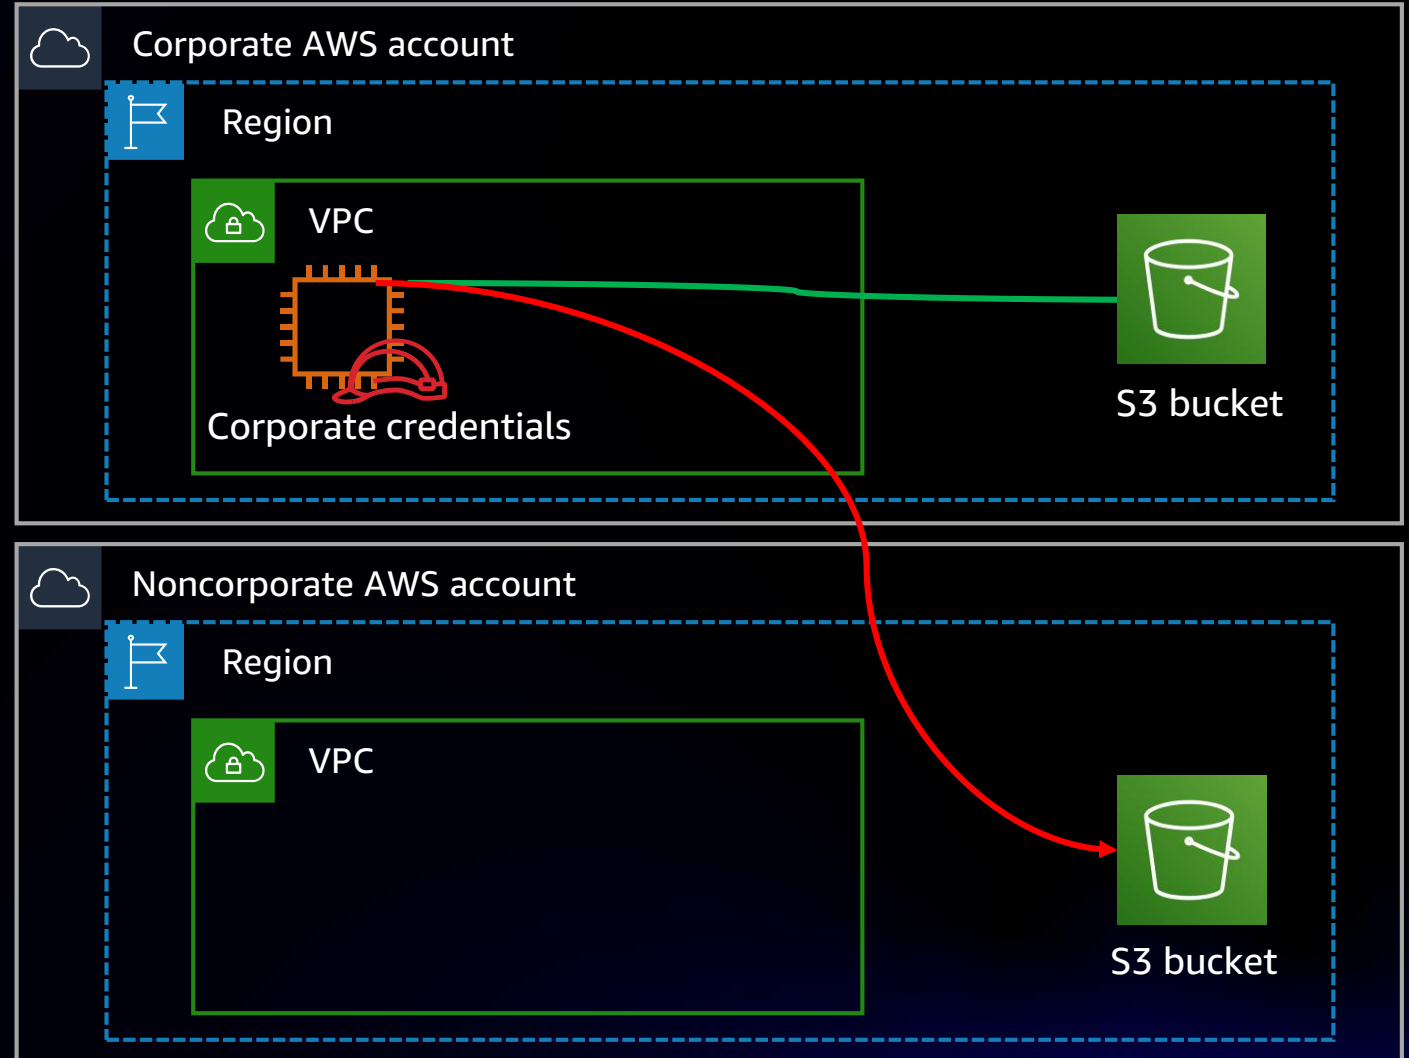 Corporate AWS account
Region
VPC
Corporate credentials
S3 bucket
Noncorporate AWS account
Region
VPC
S3 bucket